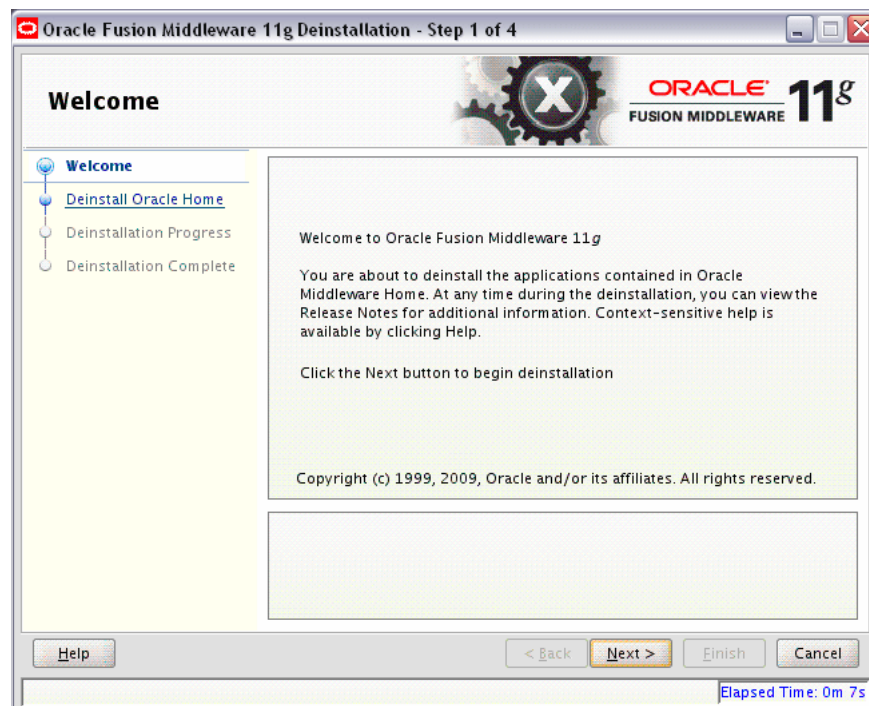 Oracle Fusion Middleware 11g Deinstallation - Step 1 of 4
Welcome
X
ORACLE
FUSION MIDDLEWARE
11g
Welcome
Deinstall Oracle Home
Deinstallation Progress
Deinstallation Complete
Welcome to Oracle Fusion Middleware 11g
You are about to deinstall the applications contained in Oracle
Middleware Home. At any time during the deinstallation, you can view the
Release Notes for additional information. Context-sensitive help is
available by clicking Help.
Click the Next button to begin deinstallation
Copyright (c) 1999, 2009, Oracle and/or its affiliates. All rights reserved.
Help
< Back
Next >
Finish
Cancel
Elapsed Time: 0m 7s